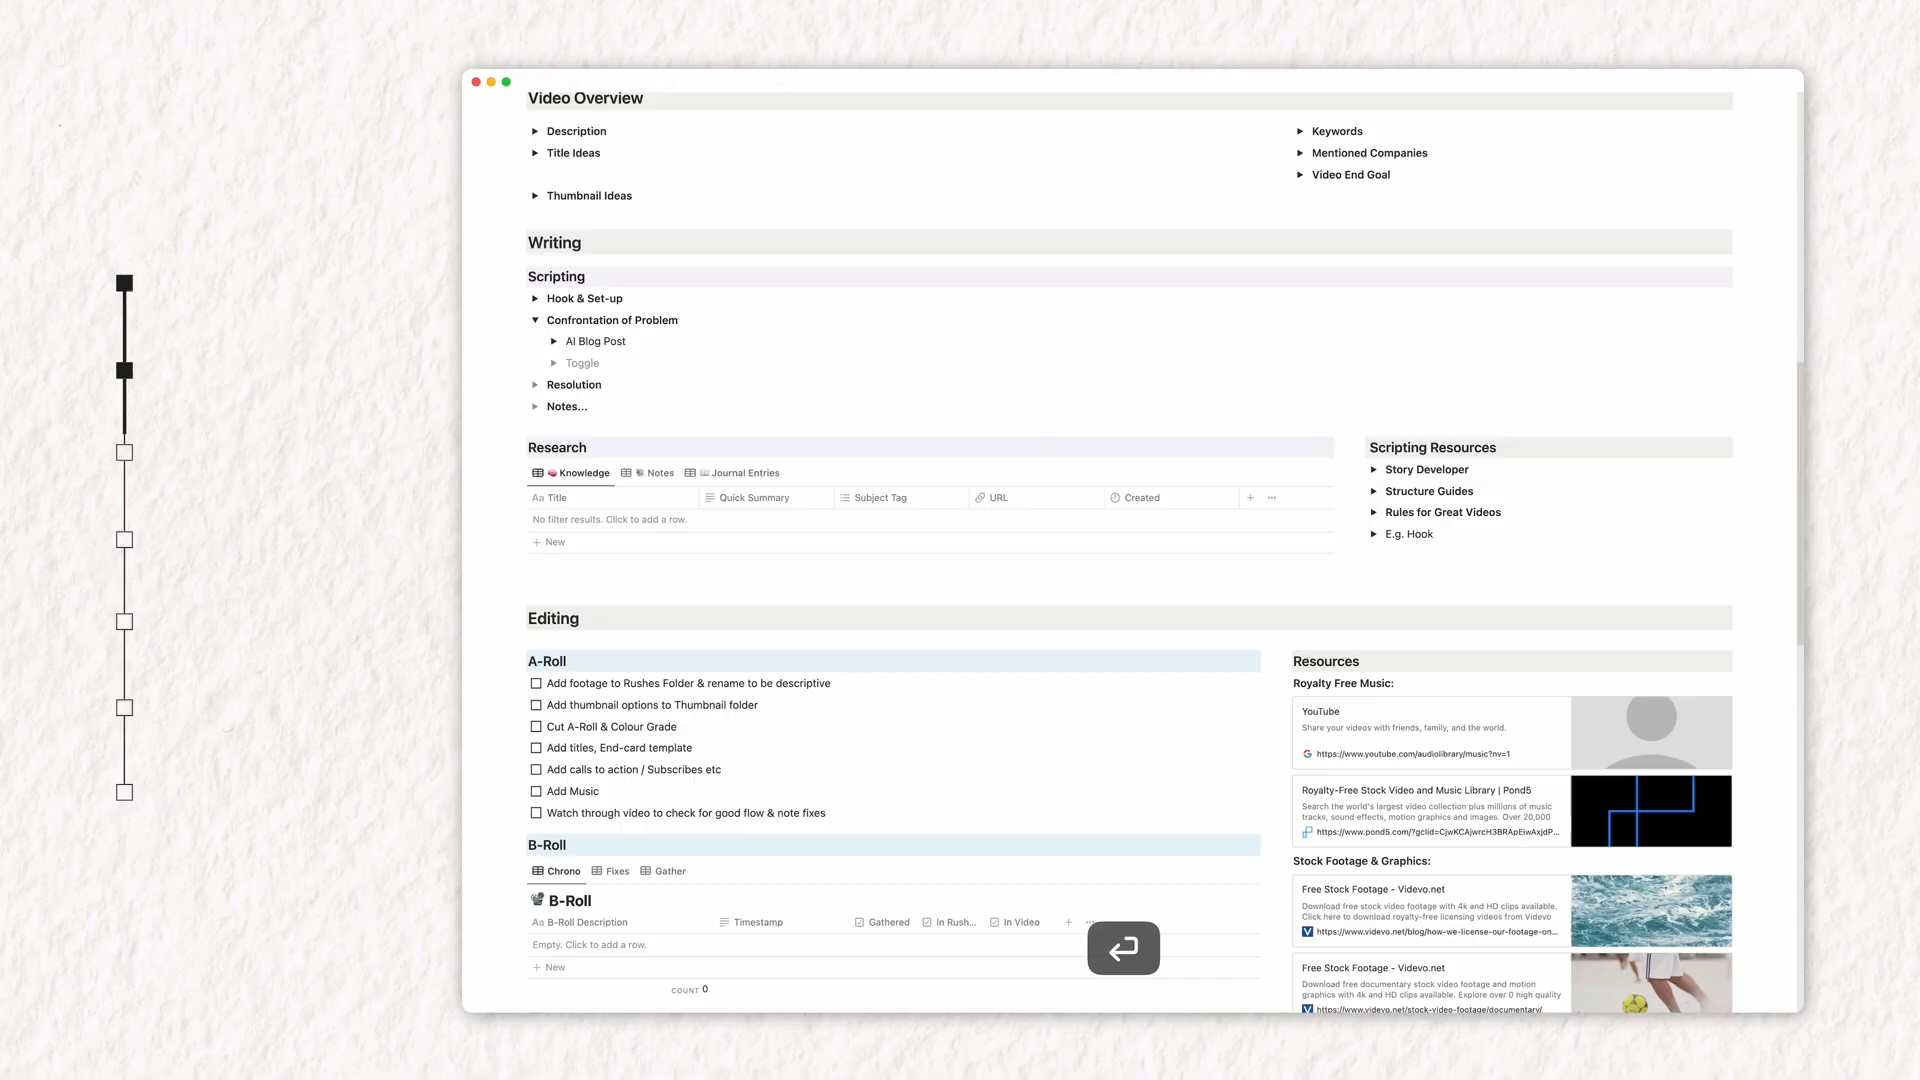 Video Overview
Description
Title Ideas
Thumbnail Ideas
Keywords
Mentioned Companies
Video End Goal
Writing
Scripting
Hook & Set-up
Confrontation of Problem
AI Blog Post
Toggle
Resolution
Notes...
Research
Knowledge Notes Journal Entries
Aa Title Quick Summary Subject Tag URL Created
No filter results. Click to add a row.
+ New
Scripting Resources
Story Developer
Structure Guides
Rules for Great Videos
E.g. Hook
Editing
A-Roll
Add footage to Rushes Folder & rename to be descriptive
Add thumbnail options to Thumbnail folder
Cut A-Roll & Colour Grade
Add titles, End-card template
Add calls to action / Subscribes etc
Add Music
Watch through video to check for good flow & note fixes
B-Roll
Chrono Fixes Gather
B-Roll
Aa B-Roll Description Timestamp Gathered In Rush... In Video
Empty. Click to add a row.
+ New
COUNT 0
Resources
Royalty Free Music:
YouTube
Share your videos with friends, family, and the world.
https://www.youtube.com/audiolibrary/music?nv=1
Royalty-Free Stock Video and Music Library | Pond5
Search the world's largest video collection plus millions of music
tracks, sound effects, motion graphics and images. Over 20,000
https://www.pond5.com/?gclid=CjwKCAjwrcH3BRApEiwAxjdP...
Stock Footage & Graphics:
Free Stock Footage - Videvo.net
Download free stock video footage with 4k and HD clips available.
Click here to download royalty-free licensing videos from Videvo
https://www.videvo.net/blog/how-we-license-our-footage-on...
Free Stock Footage - Videvo.net
Download free documentary stock video footage and motion
graphics with 4k and HD clips available. Explore over 0 high quality
https://www.videvo.net/stock-video-footage/documentary/